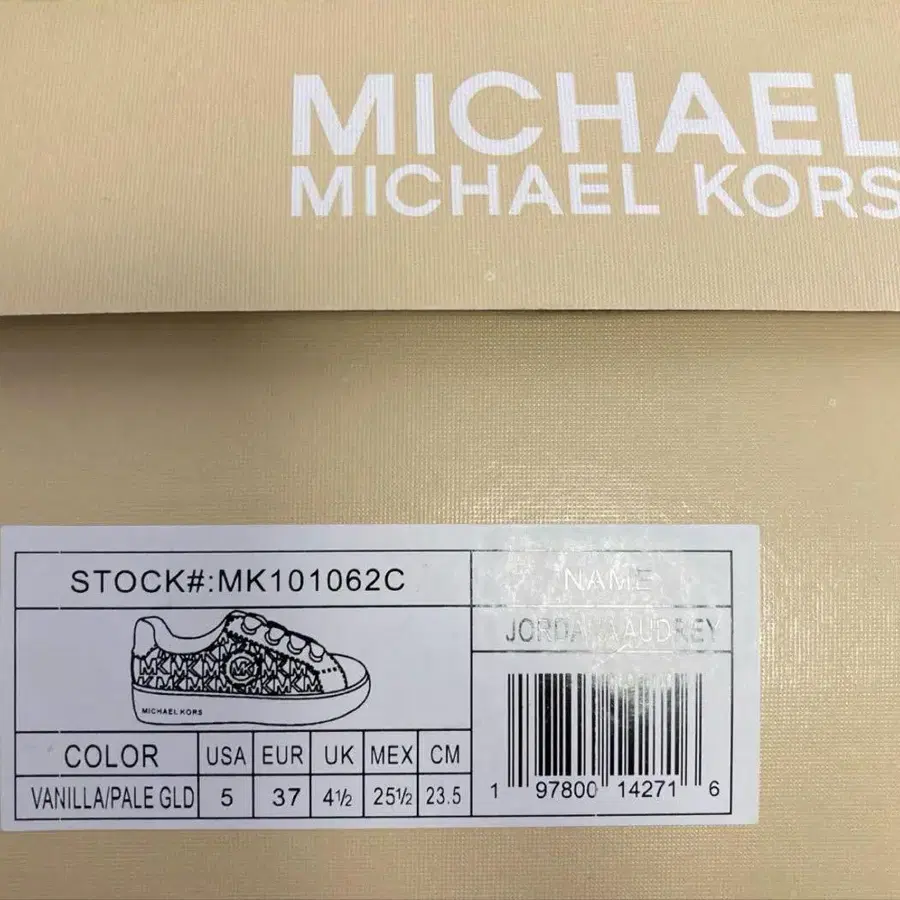 MICHAEL
MICHAEL KORS
STOCK#:MK101062C
NAME
AUDREY
MICHAEL KORS
COLOR USA EUR UK MEX CM
VANILLA/PALE GLD 5 37 4½ 25½ 23.5
1 97800 14271 6